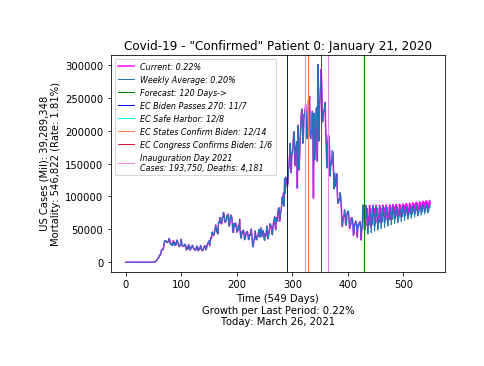 Covid-19 - "Confirmed" Patient 0: January 21, 2020
US Cases (Mil): 39,289,348
Mortality: 546,822 (Rate: 1.81%)
300000
250000
200000
150000
100000
50000
0
Current: 0.22%
Weekly Average: 0.20%
Forecast: 120 Days->
EC Biden Passes 270: 11/7
EC Safe Harbor: 12/8
EC States Confirm Biden: 12/14
EC Congress Confirms Biden: 1/6
Inauguration Day 2021
Cases: 193,750, Deaths: 4,181
0 100 200 300 400 500
Time (549 Days)
Growth per Last Period: 0.22%
Today: March 26, 2021